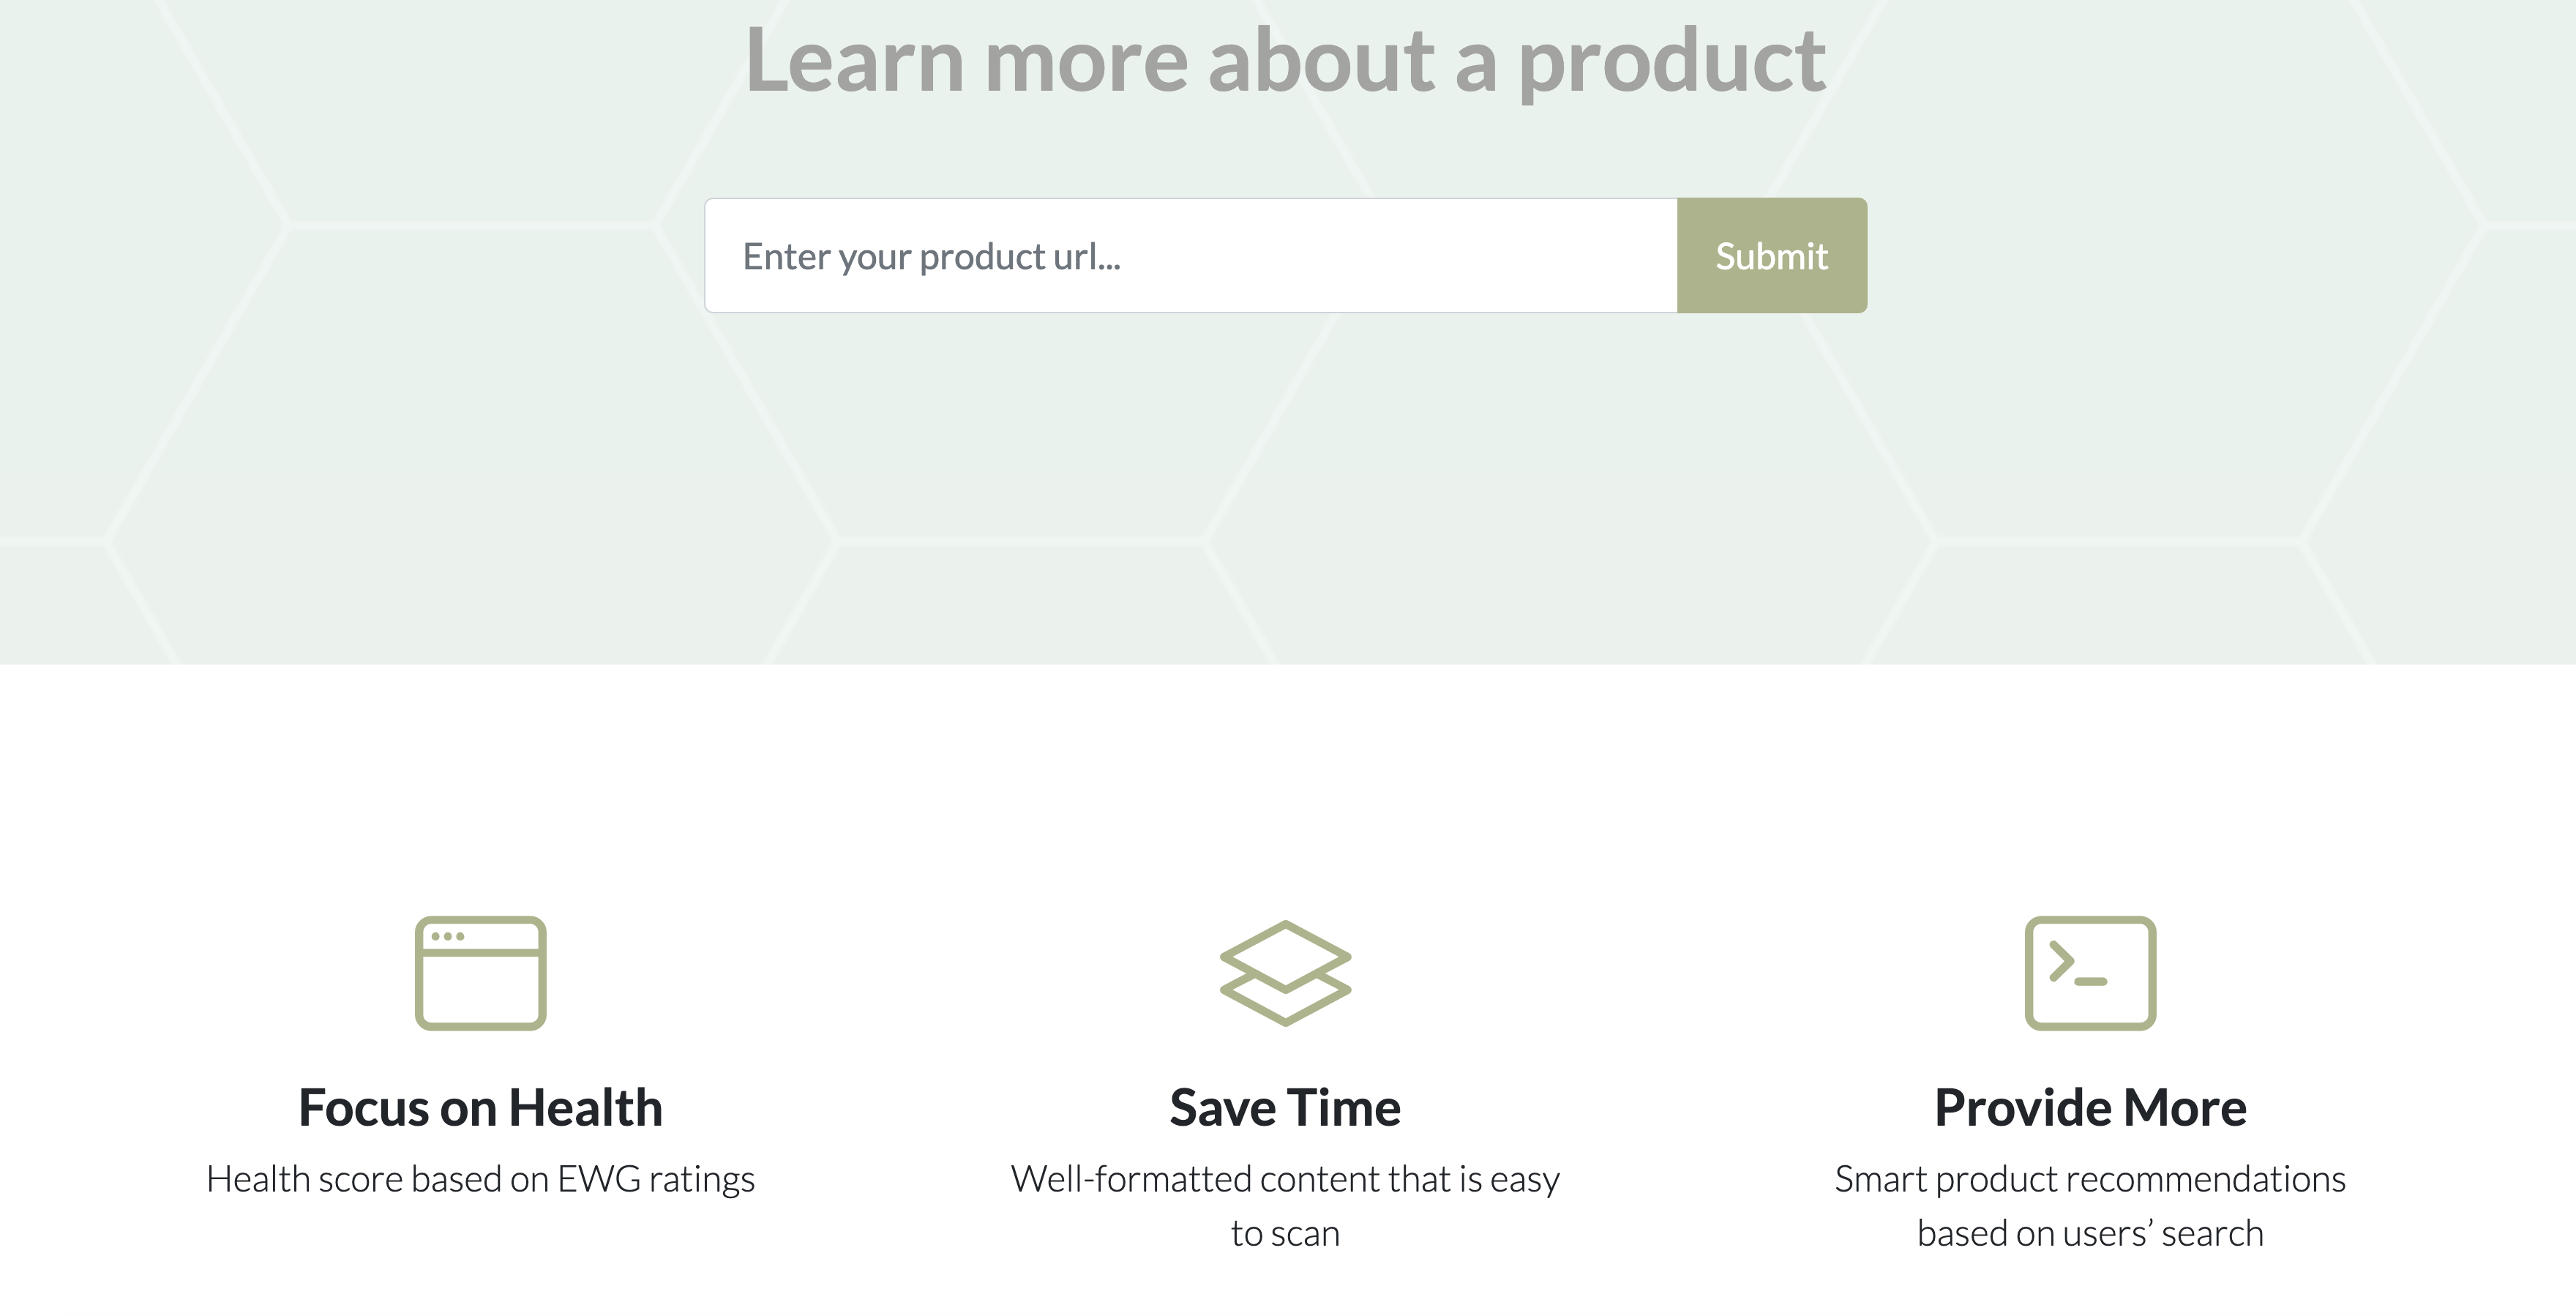 Learn more about a product
Enter your product url...
Submit
Focus on Health
Health score based on EWG ratings
Save Time
Well-formatted content that is easy
to scan
Provide More
Smart product recommendations
based on users’ search